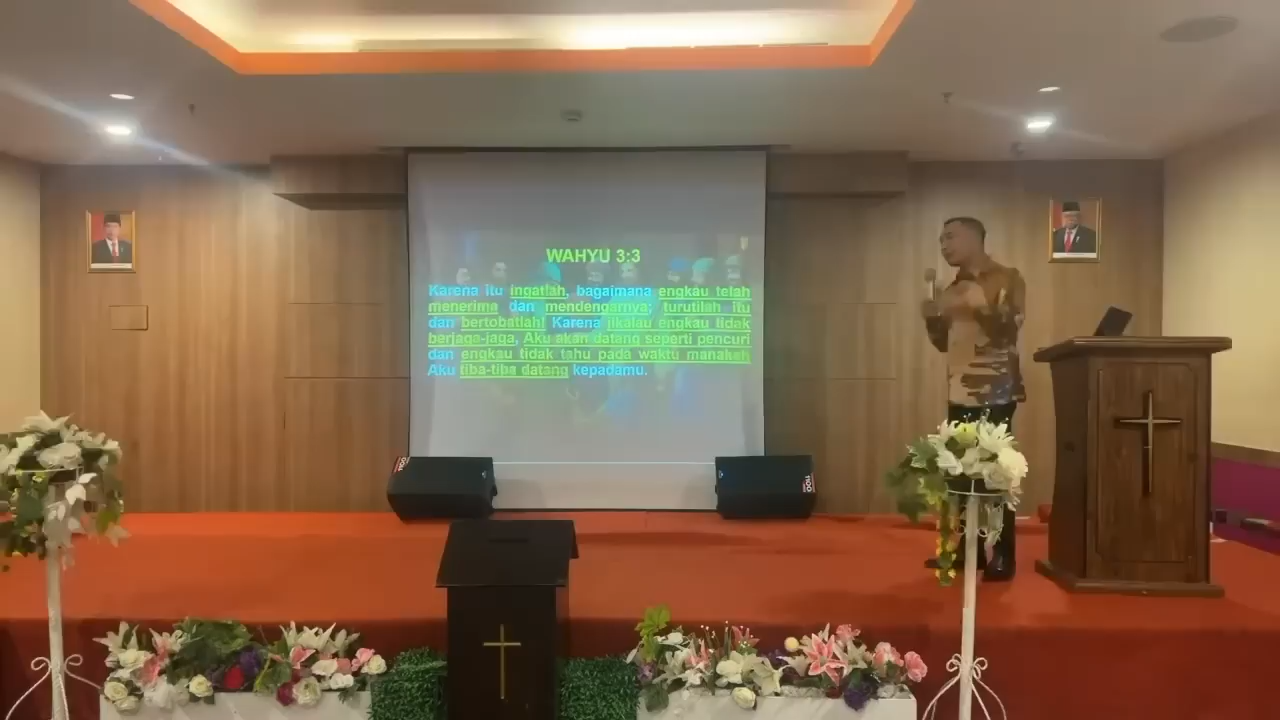 WAHYU 3:3
Karena itu ingatlah, bagaimana engkau telah
menerima dan mendengarnya; turutilah itu
dan bertobatlah! Karena jikalau engkau tidak
berjaga-jaga, Aku akan datang seperti pencuri
dan engkau tidak tahu pada waktu manakah
Aku tiba-tiba datang kepadamu.